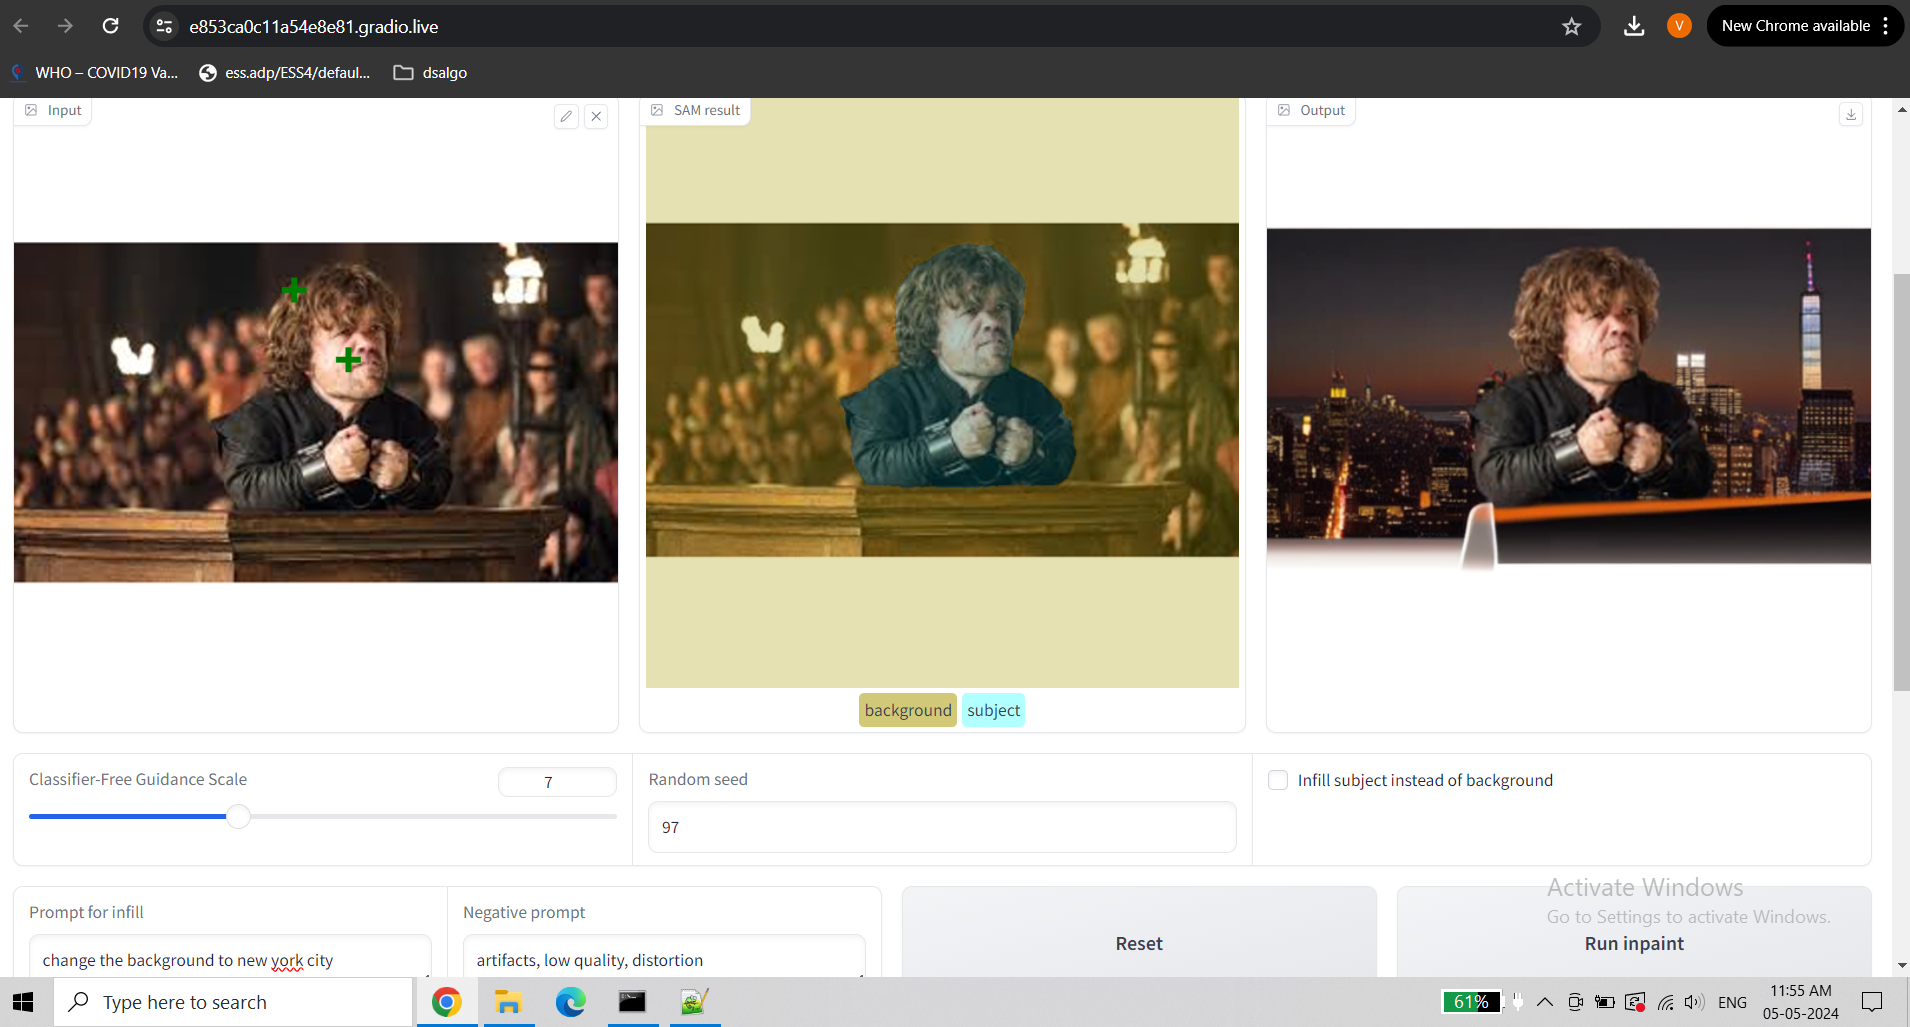 e853ca0c11a54e8e81.gradio.live
V
New Chrome available
WHO – COVID19 Va...
ess.adp/ESS4/defaul...
dsalgo
Input
SAM result
Output
background
subject
Classifier-Free Guidance Scale
7
Random seed
97
Infill subject instead of background
Prompt for infill
change the background to new york city
Negative prompt
artifacts, low quality, distortion
Reset
Run inpaint
Activate Windows
Go to Settings to activate Windows.
Type here to search
61%
ENG
11:55 AM
05-05-2024